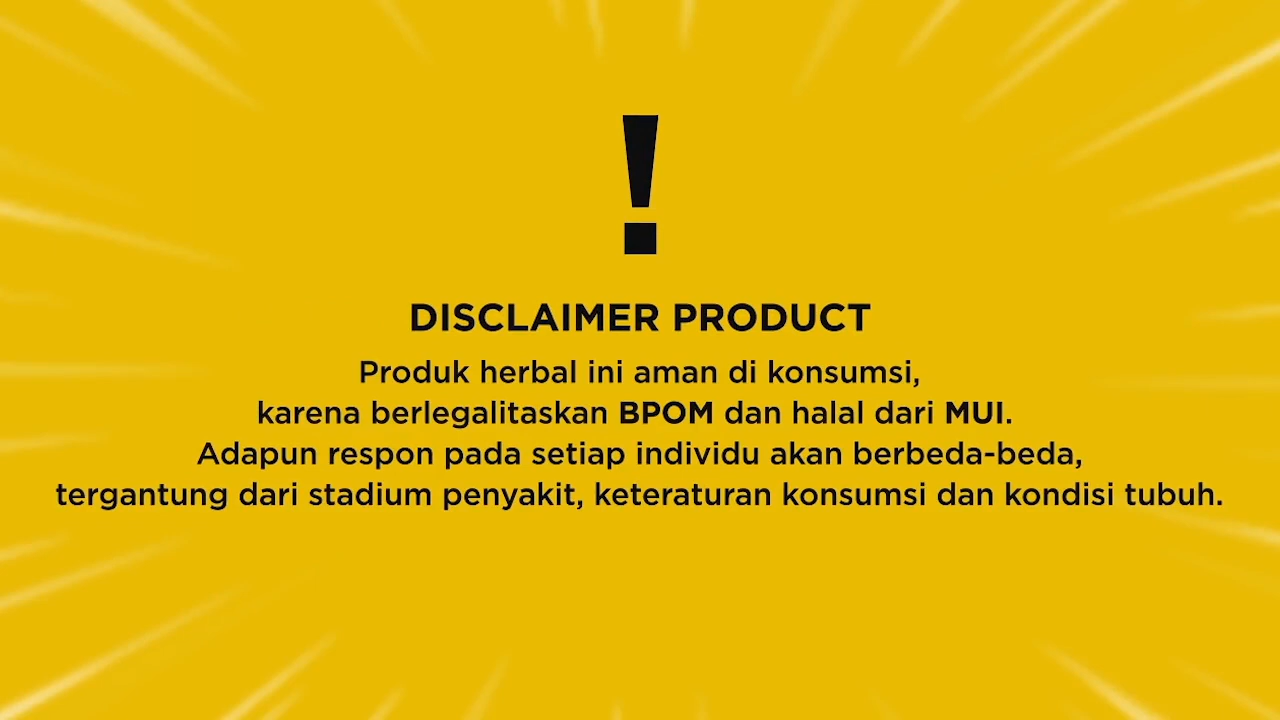 !
DISCLAIMER PRODUCT
Produk herbal ini aman di konsumsi,
karena berlegalitaskan BPOM dan halal dari MUI.
Adapun respon pada setiap individu akan berbeda-beda,
tergantung dari stadium penyakit, keteraturan konsumsi dan kondisi tubuh.